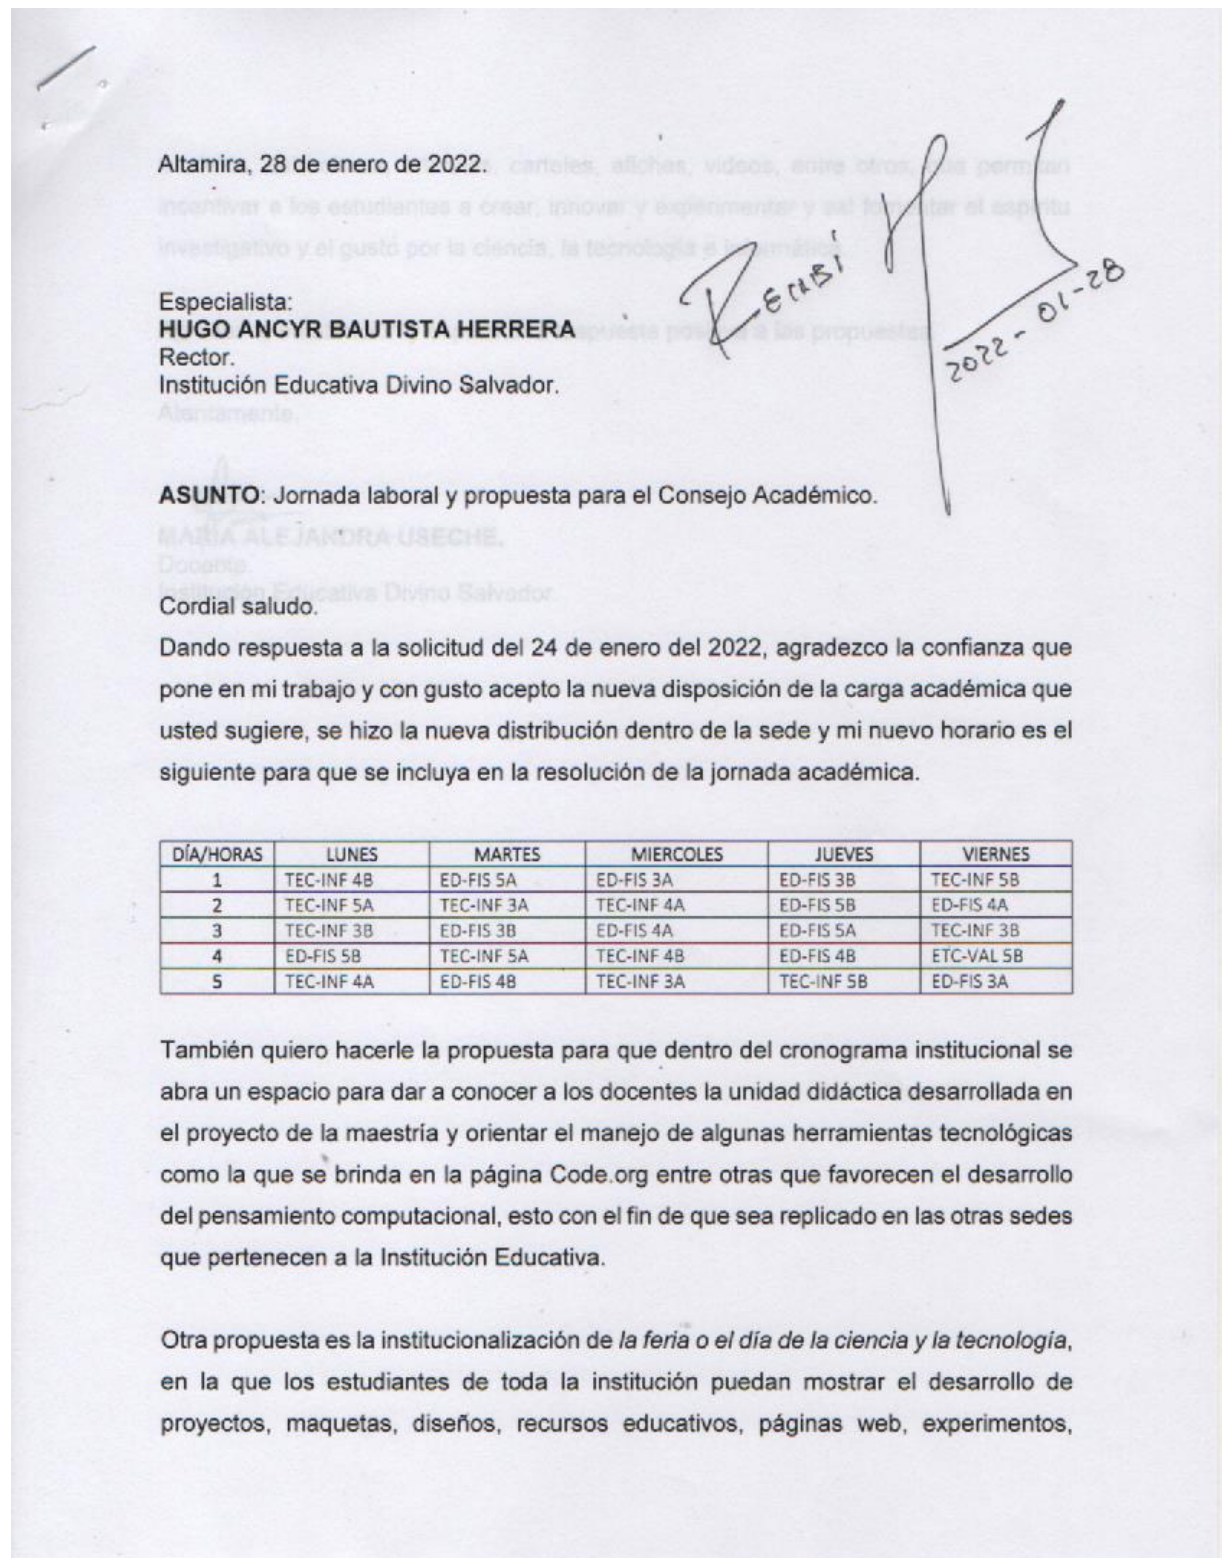 Altamira, 28 de enero de 2022.
Recibí
2022-01-28
Especialista:
HUGO ANCYR BAUTISTA HERRERA
Rector.
Institución Educativa Divino Salvador.
Atentamente.
ASUNTO: Jornada laboral y propuesta para el Consejo Académico.
MARÍA ALEJANDRA USECHE.
Docente.
Institución Educativa Divino Salvador
Cordial saludo.
Dando respuesta a la solicitud del 24 de enero del 2022, agradezco la confianza que
pone en mi trabajo y con gusto acepto la nueva disposición de la carga académica que
usted sugiere, se hizo la nueva distribución dentro de la sede y mi nuevo horario es el
siguiente para que se incluya en la resolución de la jornada académica.
DÍA/HORAS LUNES MARTES MIERCOLES JUEVES VIERNES
1 TEC-INF 4B ED-FIS 5A ED-FIS 3A ED-FIS 3B TEC-INF 5B
2 TEC-INF 5A TEC-INF 3A TEC-INF 4A ED-FIS 5B ED-FIS 4A
3 TEC-INF 3B ED-FIS 3B ED-FIS 4A ED-FIS 5A TEC-INF 3B
4 ED-FIS 5B TEC-INF 5A TEC-INF 4B ED-FIS 4B ETC-VAL 5B
5 TEC-INF 4A ED-FIS 4B TEC-INF 3A TEC-INF 5B ED-FIS 3A
También quiero hacerle la propuesta para que dentro del cronograma institucional se
abra un espacio para dar a conocer a los docentes la unidad didáctica desarrollada en
el proyecto de la maestría y orientar el manejo de algunas herramientas tecnológicas
como la que se brinda en la página Code.org entre otras que favorecen el desarrollo
del pensamiento computacional, esto con el fin de que sea replicado en las otras sedes
que pertenecen a la Institución Educativa.
Otra propuesta es la institucionalización de la feria o el día de la ciencia y la tecnología,
en la que los estudiantes de toda la institución puedan mostrar el desarrollo de
proyectos, maquetas, diseños, recursos educativos, páginas web, experimentos,